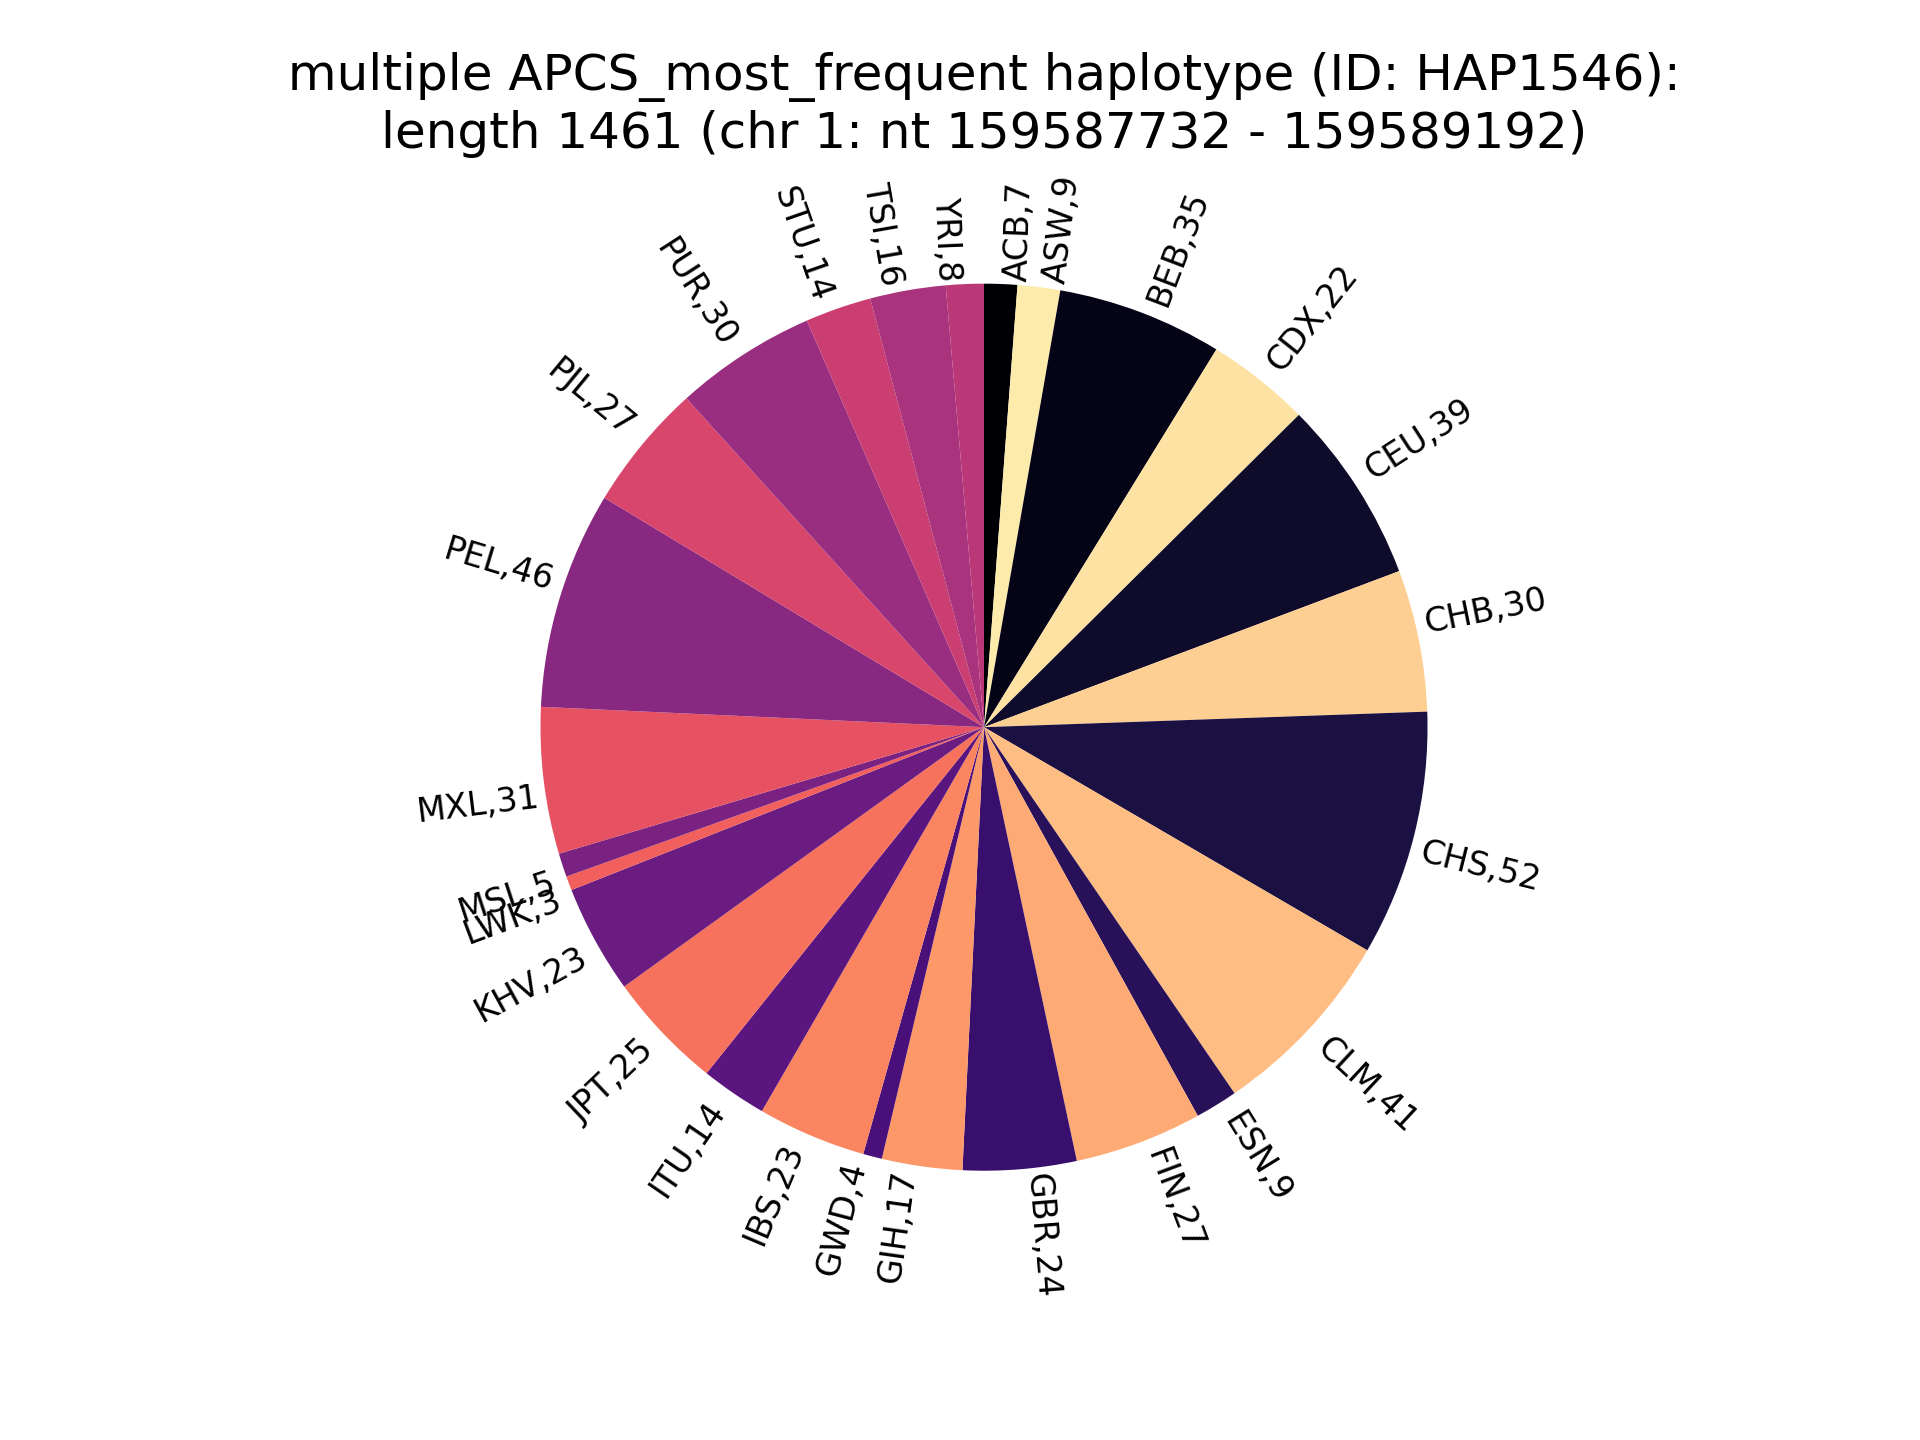 multiple APCS_most_frequent haplotype (ID: HAP1546):
length 1461 (chr 1: nt 159587732 - 159589192)
ACB,7
ASW,9
BEB,35
CDX,22
CEU,39
CHB,30
CHS,52
CLM,41
ESN,9
FIN,27
GBR,24
GIH,17
GWD,4
IBS,23
ITU,14
JPT,25
KHV,23
LWK,3
MSL,5
MXL,31
PEL,46
PJL,27
PUR,30
STU,14
TSI,16
YRI,8